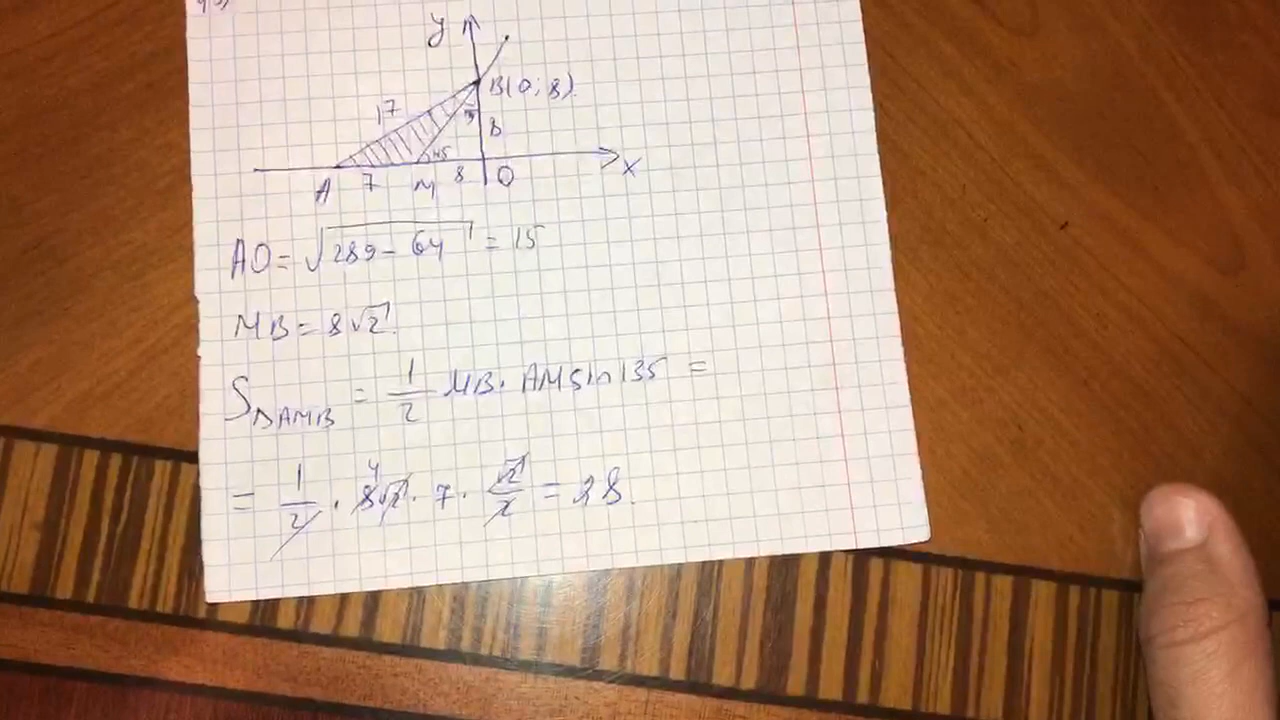 y
17
B(0; 8)
8
45
x
A 7 M 8 O
AO = √289 - 64 = 15
MB = 8√2.
S△AMB = 1/2 MB · AM sin 135 =
= 1/2 · 8√2 · 7 · √2/2 = 28.
4